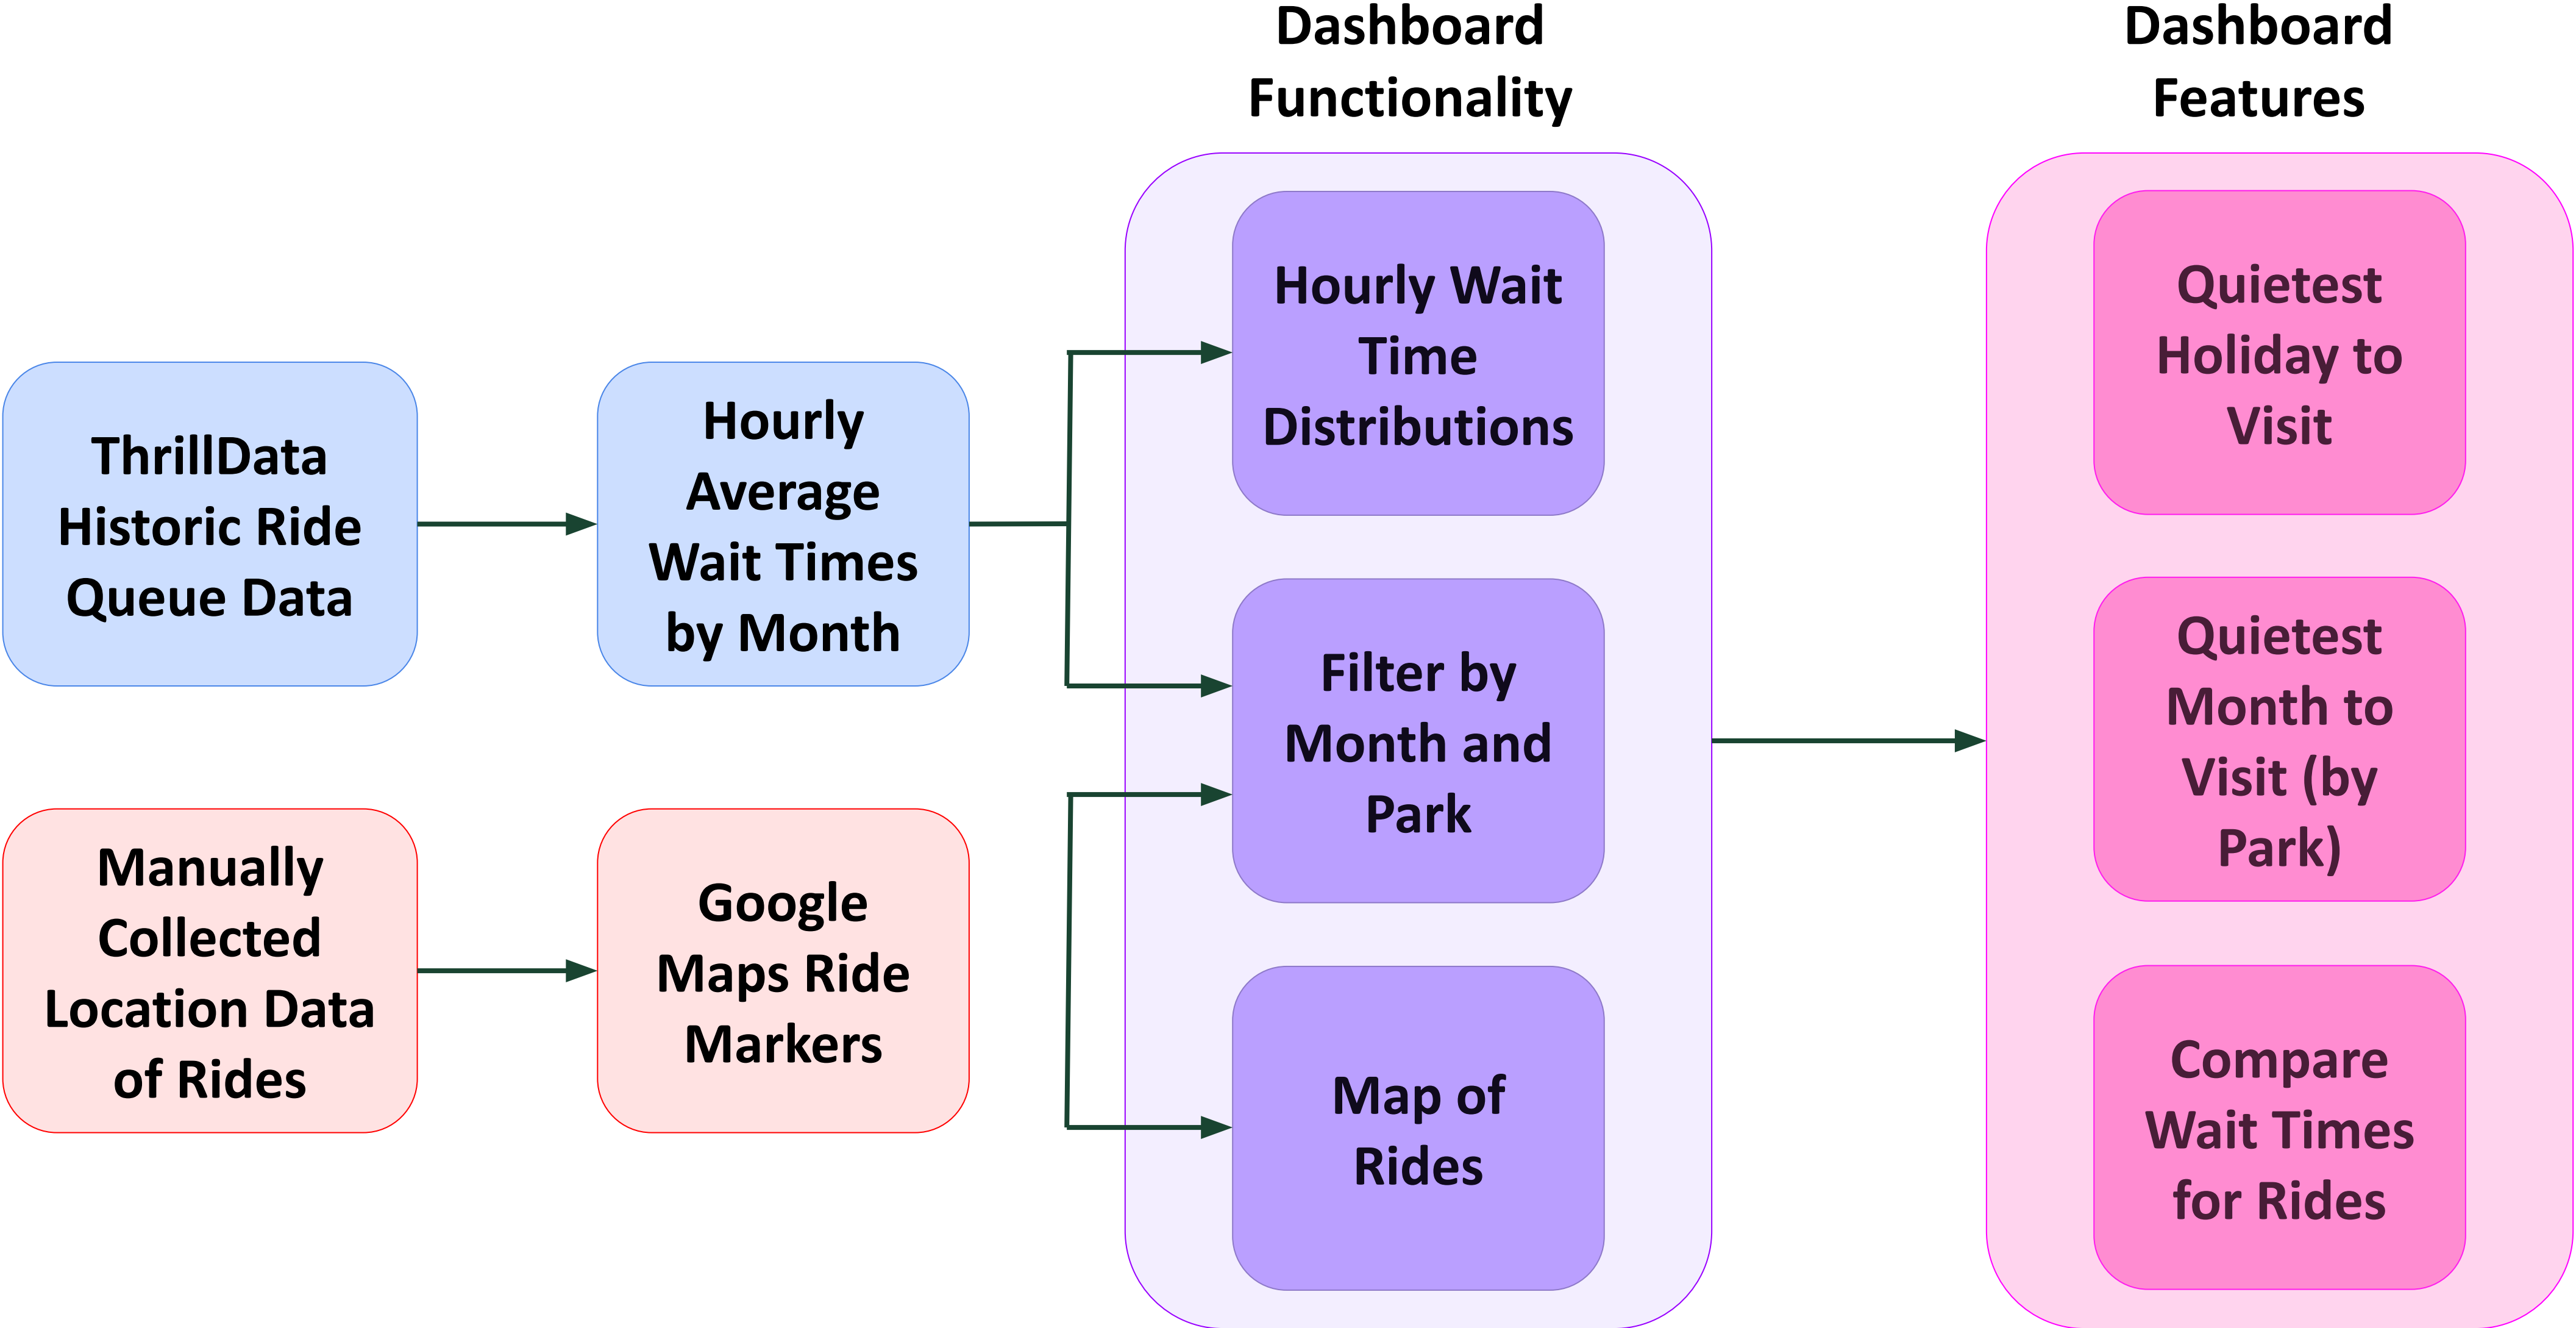 Dashboard
Functionality
Dashboard
Features
ThrillData
Historic Ride
Queue Data
Hourly
Average
Wait Times
by Month
Manually
Collected
Location Data
of Rides
Google
Maps Ride
Markers
Hourly Wait
Time
Distributions
Filter by
Month and
Park
Map of
Rides
Quietest
Holiday to
Visit
Quietest
Month to
Visit (by
Park)
Compare
Wait Times
for Rides